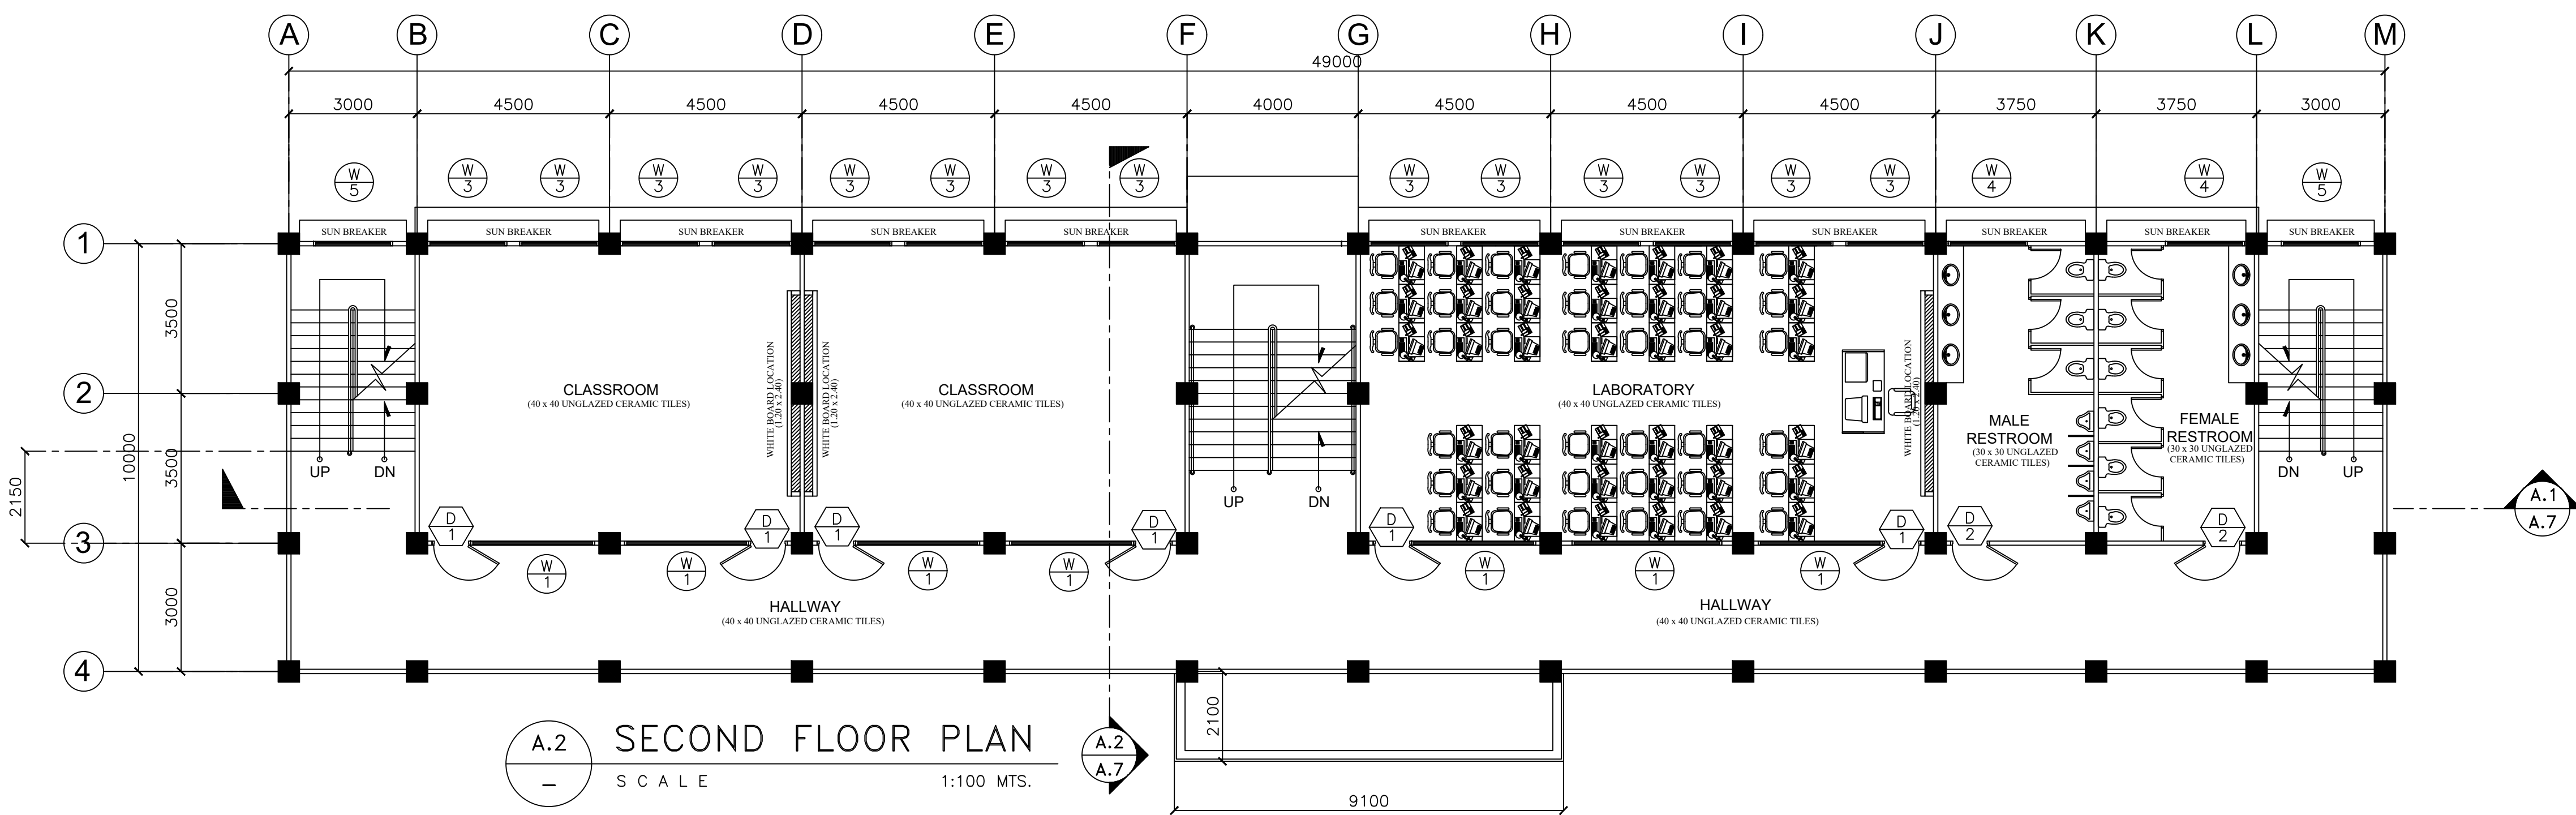 A B C D E F G H I J K L M
49000
3000 4500 4500 4500 4500 4000 4500 4500 4500 3750 3750 3000
W 5 W 3 W 3 W 3 W 3 W 3 W 3 W 3 W 3 W 3 W 3 W 3 W 3 W 3 W 3 W 4 W 4 W 5
1
SUN BREAKER SUN BREAKER SUN BREAKER SUN BREAKER SUN BREAKER SUN BREAKER SUN BREAKER SUN BREAKER SUN BREAKER SUN BREAKER SUN BREAKER
3500
2
CLASSROOM
(40 x 40 UNGLAZED CERAMIC TILES)
WHITE BOARD LOCATION
(1.20 x 2.40)
WHITE BOARD LOCATION
(1.20 x 2.40)
CLASSROOM
(40 x 40 UNGLAZED CERAMIC TILES)
LABORATORY
(40 x 40 UNGLAZED CERAMIC TILES)
WHITE BOARD LOCATION
(1.20 x 2.40)
MALE
RESTROOM
(30 x 30 UNGLAZED
CERAMIC TILES)
FEMALE
RESTROOM
(30 x 30 UNGLAZED
CERAMIC TILES)
10000
3500
2150
UP DN
UP DN
DN UP
A.1
A.7
3
D 1 D 1 D 1 D 1 D 1 D 1 D 2 D 2
W 1 W 1 W 1 W 1 W 1 W 1 W 1
3000
HALLWAY
(40 x 40 UNGLAZED CERAMIC TILES)
HALLWAY
(40 x 40 UNGLAZED CERAMIC TILES)
4
2100
A.2
–
SECOND FLOOR PLAN
SCALE 1:100 MTS.
A.2
A.7
9100